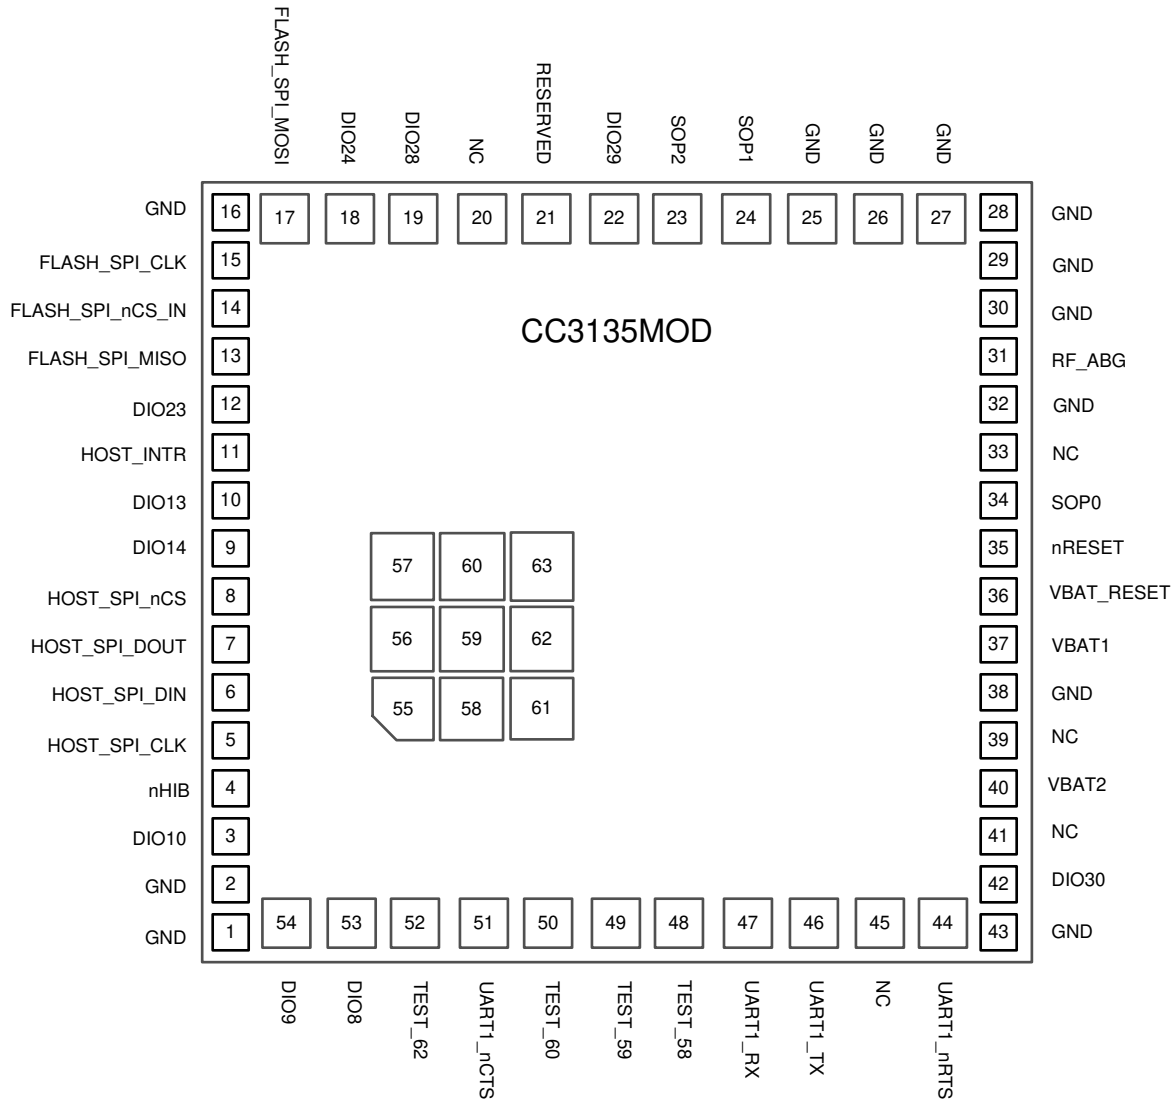 FLASH_SPI_MOSI
DIO24
DIO28
NC
RESERVED
DIO29
SOP2
SOP1
GND
GND
GND
17 18 19 20 21 22 23 24 25 26 27
GND 16 28 GND
FLASH_SPI_CLK 15 29 GND
FLASH_SPI_nCS_IN 14 30 GND
CC3135MOD
FLASH_SPI_MISO 13 31 RF_ABG
DIO23 12 32 GND
HOST_INTR 11 33 NC
DIO13 10 34 SOP0
DIO14 9 35 nRESET
57 60 63
HOST_SPI_nCS 8 36 VBAT_RESET
HOST_SPI_DOUT 7 56 59 62 37 VBAT1
HOST_SPI_DIN 6 38 GND
55 58 61
HOST_SPI_CLK 5 39 NC
nHIB 4 40 VBAT2
DIO10 3 41 NC
GND 2 42 DIO30
GND 1 54 53 52 51 50 49 48 47 46 45 44 43 GND
DIO9
DIO8
TEST_62
UART1_nCTS
TEST_60
TEST_59
TEST_58
UART1_RX
UART1_TX
NC
UART1_nRTS